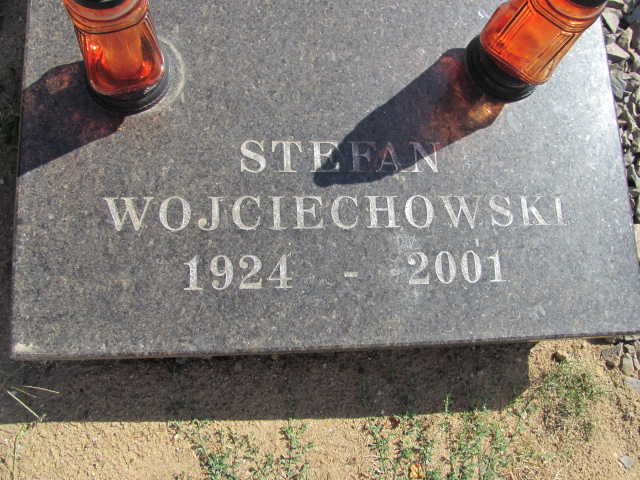 STEFAN
WOJCIECHOWSKI
1924 - 2001